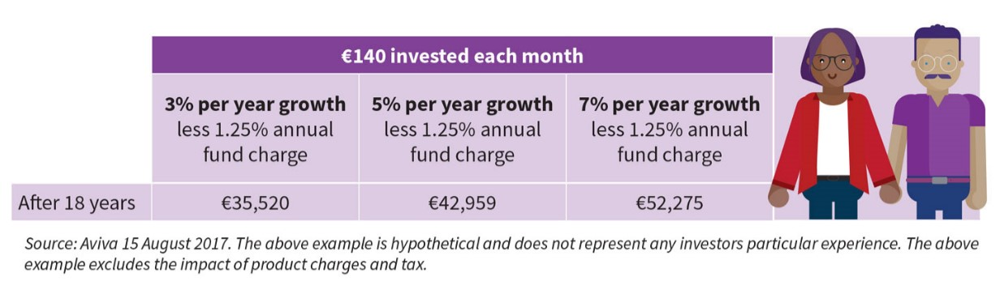 €140 invested each month
3% per year growth
less 1.25% annual
fund charge
5% per year growth
less 1.25% annual
fund charge
7% per year growth
less 1.25% annual
fund charge
After 18 years
€35,520
€42,959
€52,275
Source: Aviva 15 August 2017. The above example is hypothetical and does not represent any investors particular experience. The above
example excludes the impact of product charges and tax.